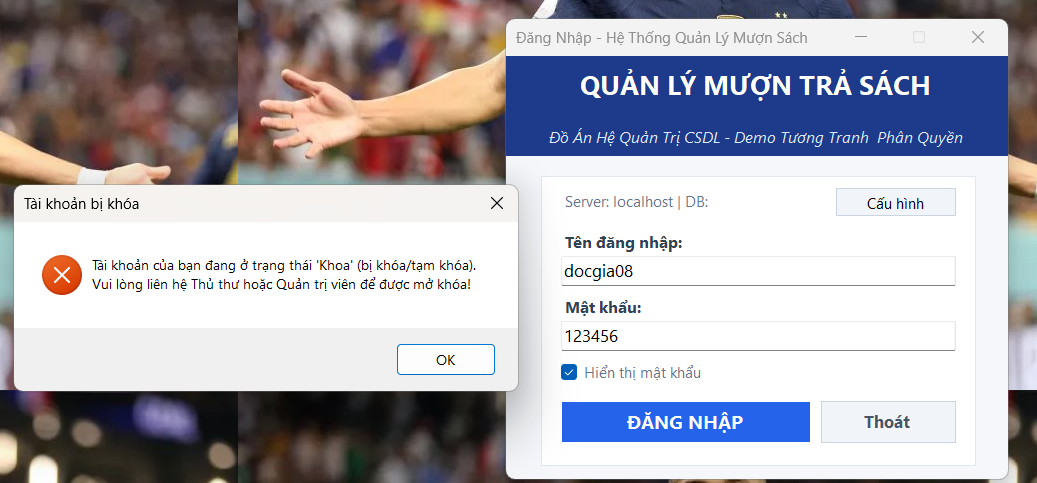 Đăng Nhập - Hệ Thống Quản Lý Mượn Sách
QUẢN LÝ MƯỢN TRẢ SÁCH
Đồ Án Hệ Quản Trị CSDL - Demo Tương Tranh Phân Quyền
Server: localhost | DB:
Cấu hình
Tên đăng nhập:
docgia08
Mật khẩu:
123456
Hiển thị mật khẩu
ĐĂNG NHẬP
Thoát
Tài khoản bị khóa
Tài khoản của bạn đang ở trạng thái 'Khoa' (bị khóa/tạm khóa).
Vui lòng liên hệ Thủ thư hoặc Quản trị viên để được mở khóa!
OK